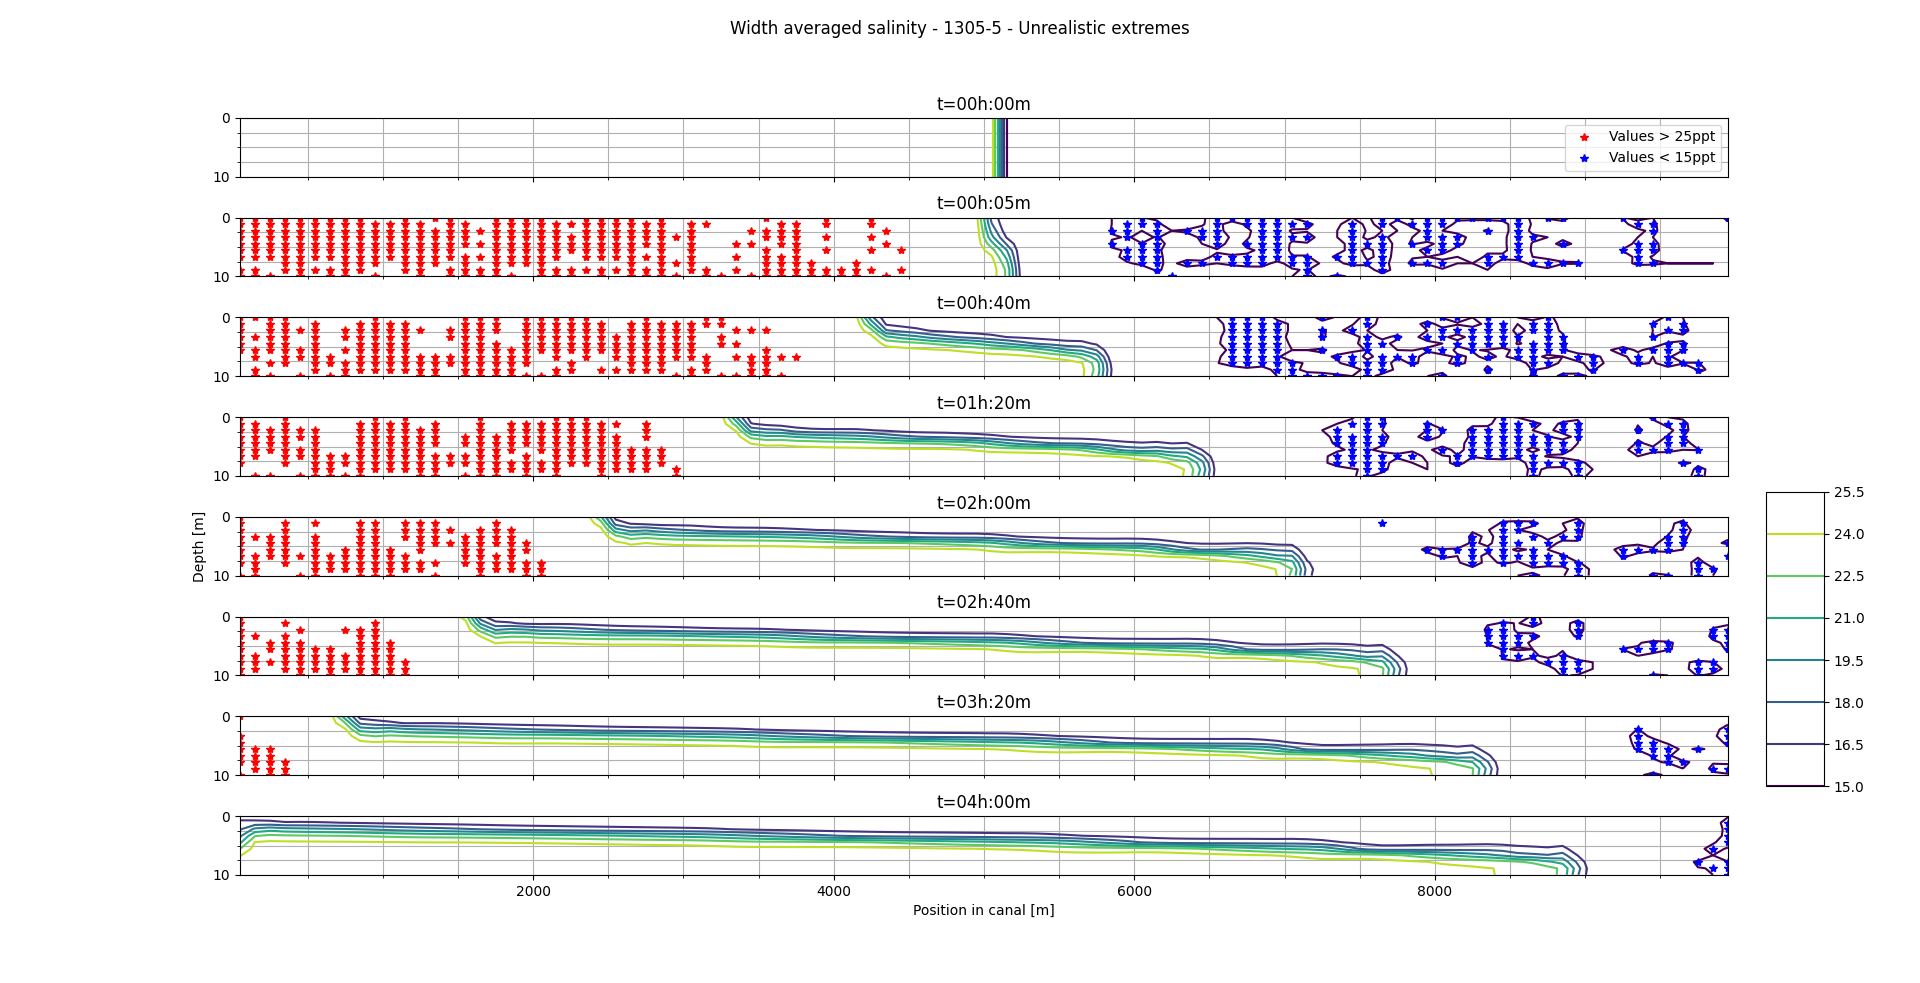 Width averaged salinity - 1305-5 - Unrealistic extremes
t=00h:00m
0
10
Values > 25ppt
Values < 15ppt
t=00h:05m
0
10
t=00h:40m
0
10
t=01h:20m
0
10
t=02h:00m
0
10
Depth [m]
t=02h:40m
0
10
t=03h:20m
0
10
t=04h:00m
0
10
2000 4000 6000 8000
Position in canal [m]
25.5
24.0
22.5
21.0
19.5
18.0
16.5
15.0